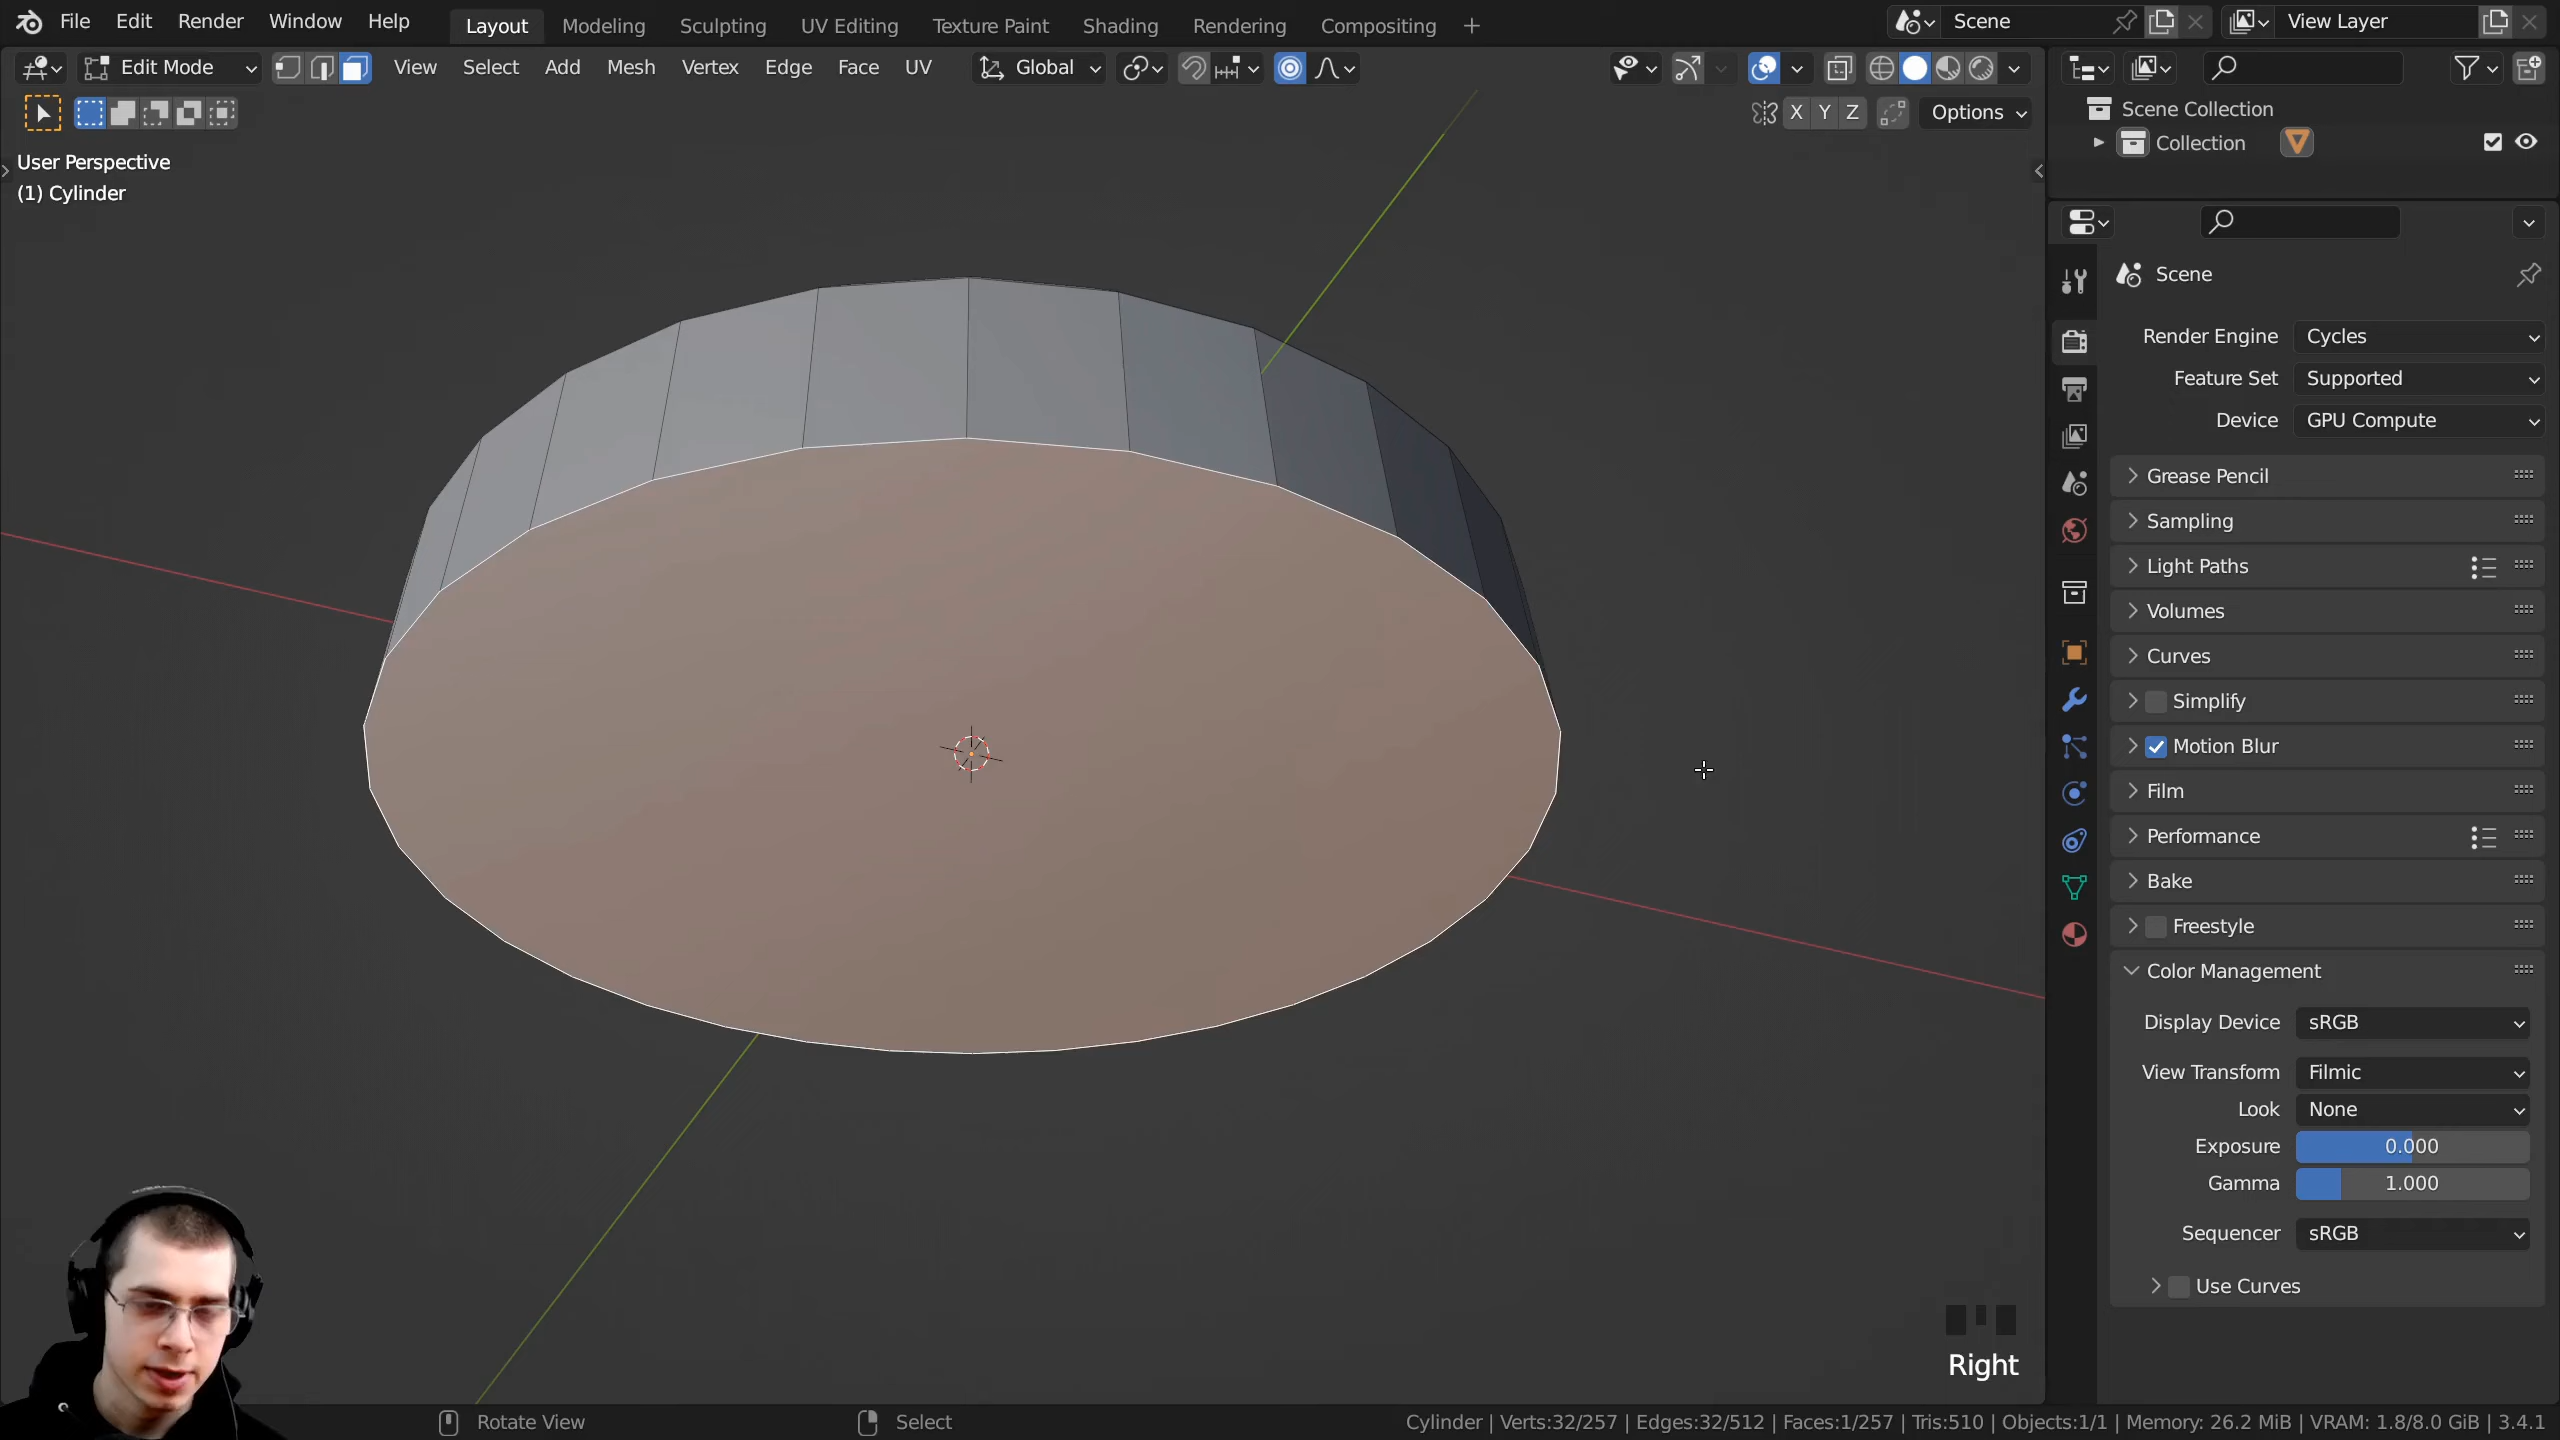 File Edit Render Window Help Layout Modeling Sculpting UV Editing Texture Paint Shading Rendering Compositing + Scene View Layer
Edit Mode View Select Add Mesh Vertex Edge Face UV Global
X Y Z Options
User Perspective
(1) Cylinder
Scene Collection
Collection
Scene
Render Engine Cycles
Feature Set Supported
Device GPU Compute
Grease Pencil
Sampling
Light Paths
Volumes
Curves
Simplify
Motion Blur
Film
Performance
Bake
Freestyle
Color Management
Display Device sRGB
View Transform Filmic
Look None
Exposure 0.000
Gamma 1.000
Sequencer sRGB
Use Curves
Right
Rotate View Select Cylinder | Verts:32/257 | Edges:32/512 | Faces:1/257 | Tris:510 | Objects:1/1 | Memory: 26.2 MiB | VRAM: 1.8/8.0 GiB | 3.4.1